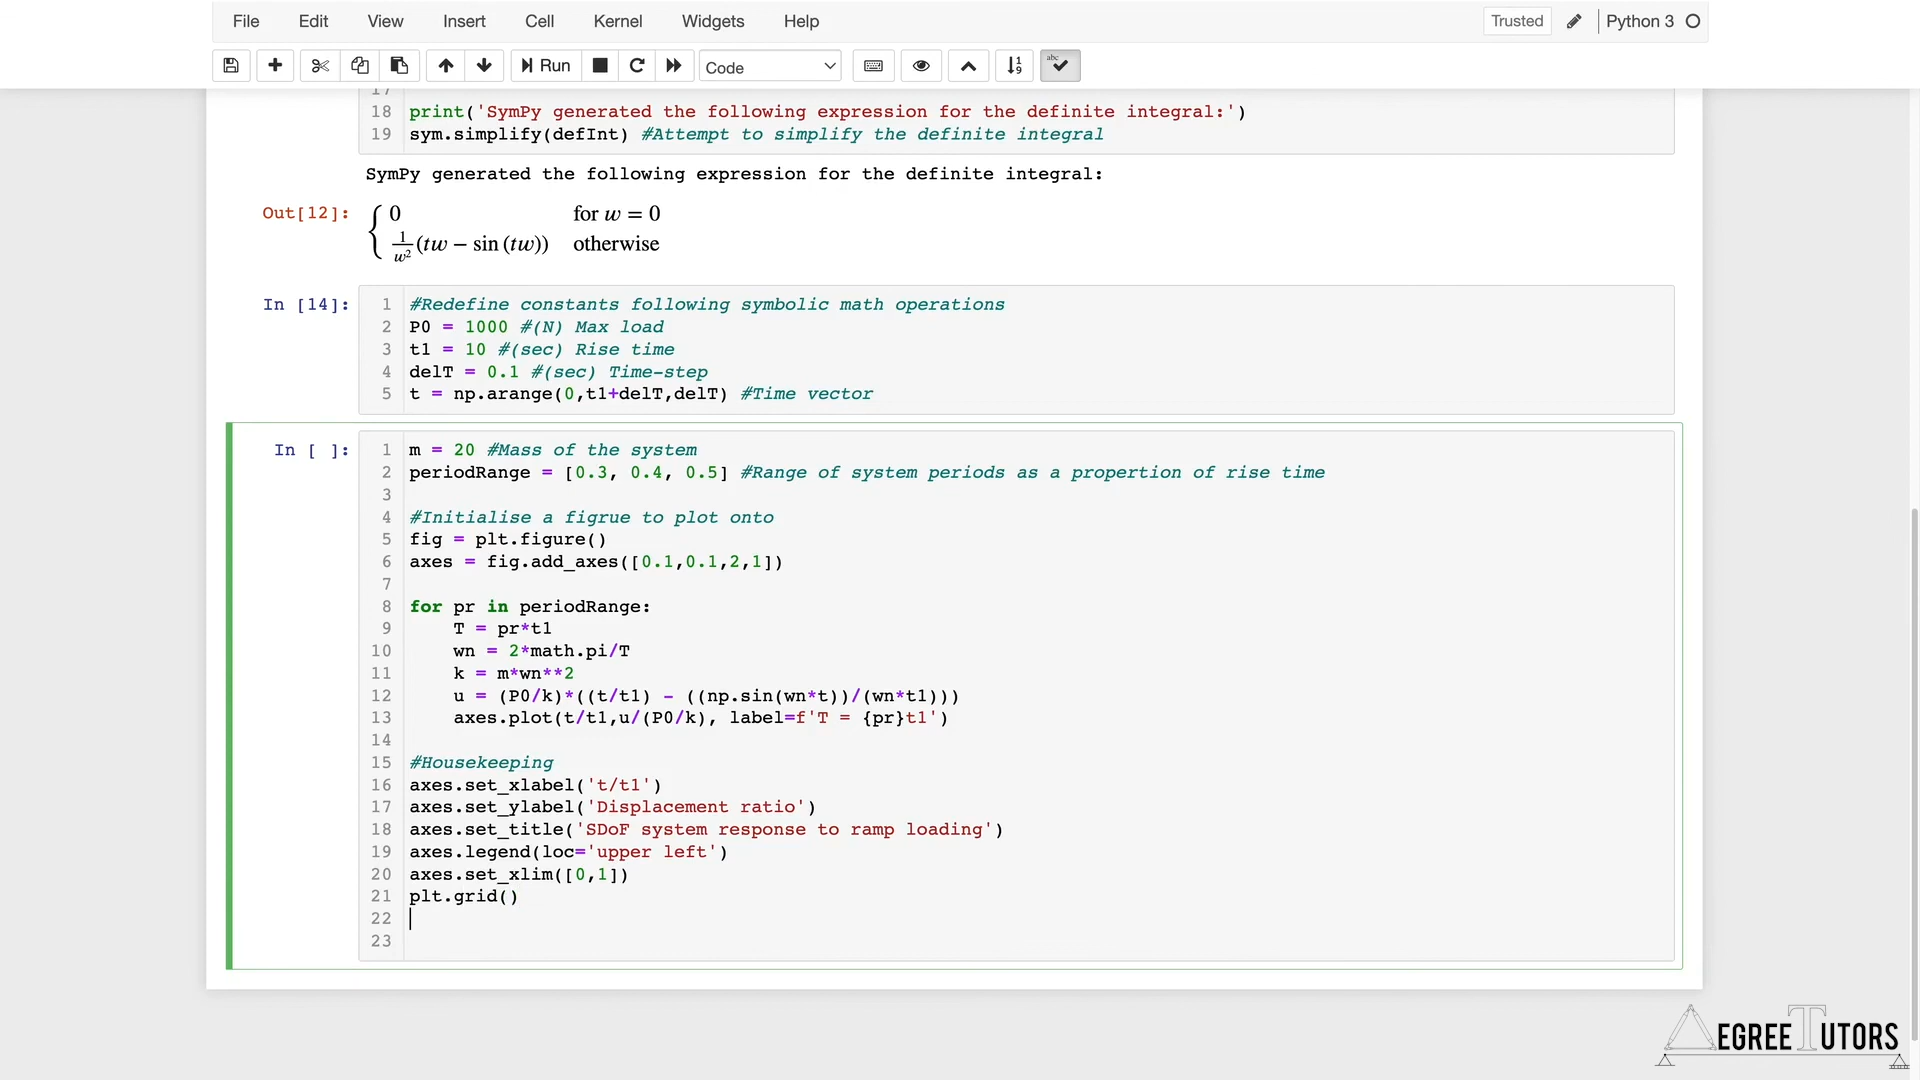 File Edit View Insert Cell Kernel Widgets Help Trusted Python 3
Run Code
17
18 print('SymPy generated the following expression for the definite integral:')
19 sym.simplify(defInt) #Attempt to simplify the definite integral
SymPy generated the following expression for the definite integral:
Out[12]: { 0 for w = 0
1/w² (tw − sin (tw)) otherwise
In [14]: 1 #Redefine constants following symbolic math operations
2 P0 = 1000 #(N) Max load
3 t1 = 10 #(sec) Rise time
4 delT = 0.1 #(sec) Time-step
5 t = np.arange(0,t1+delT,delT) #Time vector
In [ ]: 1 m = 20 #Mass of the system
2 periodRange = [0.3, 0.4, 0.5] #Range of system periods as a propertion of rise time
3
4 #Initialise a figrue to plot onto
5 fig = plt.figure()
6 axes = fig.add_axes([0.1,0.1,2,1])
7
8 for pr in periodRange:
9 T = pr*t1
10 wn = 2*math.pi/T
11 k = m*wn**2
12 u = (P0/k)*((t/t1) - ((np.sin(wn*t))/(wn*t1)))
13 axes.plot(t/t1,u/(P0/k), label=f'T = {pr}t1')
14
15 #Housekeeping
16 axes.set_xlabel('t/t1')
17 axes.set_ylabel('Displacement ratio')
18 axes.set_title('SDoF system response to ramp loading')
19 axes.legend(loc='upper left')
20 axes.set_xlim([0,1])
21 plt.grid()
22
23
DEGREE TUTORS